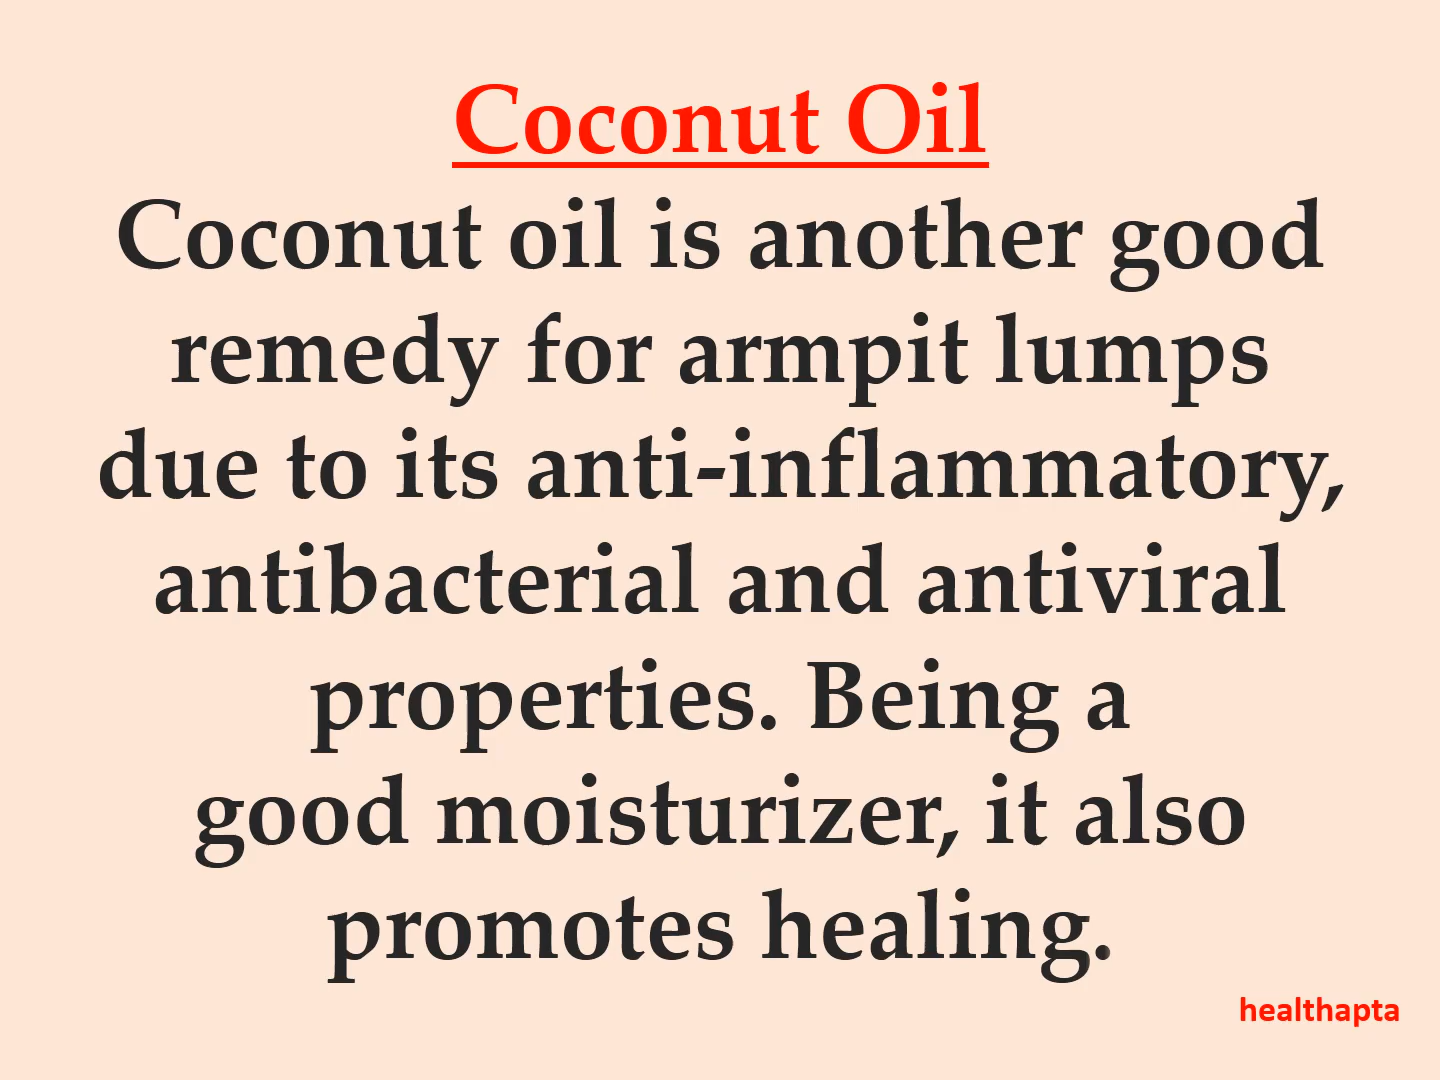 Coconut Oil
Coconut oil is another good
remedy for armpit lumps
due to its anti-inflammatory,
antibacterial and antiviral
properties. Being a
good moisturizer, it also
promotes healing.
healthapta